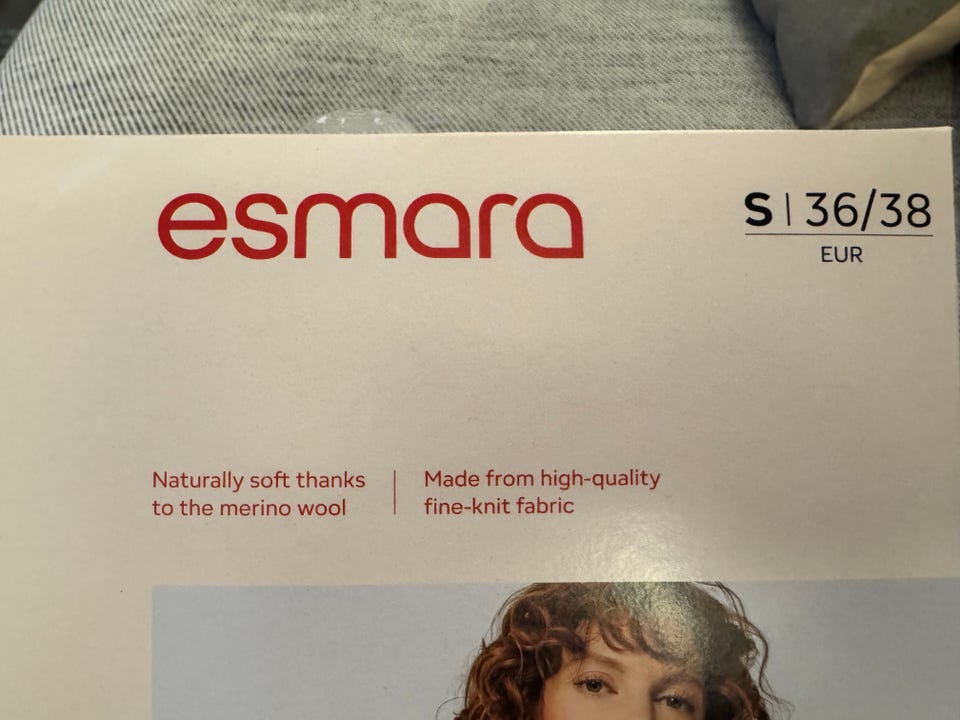 esmara
S | 36/38
EUR
Naturally soft thanks
to the merino wool
Made from high-quality
fine-knit fabric